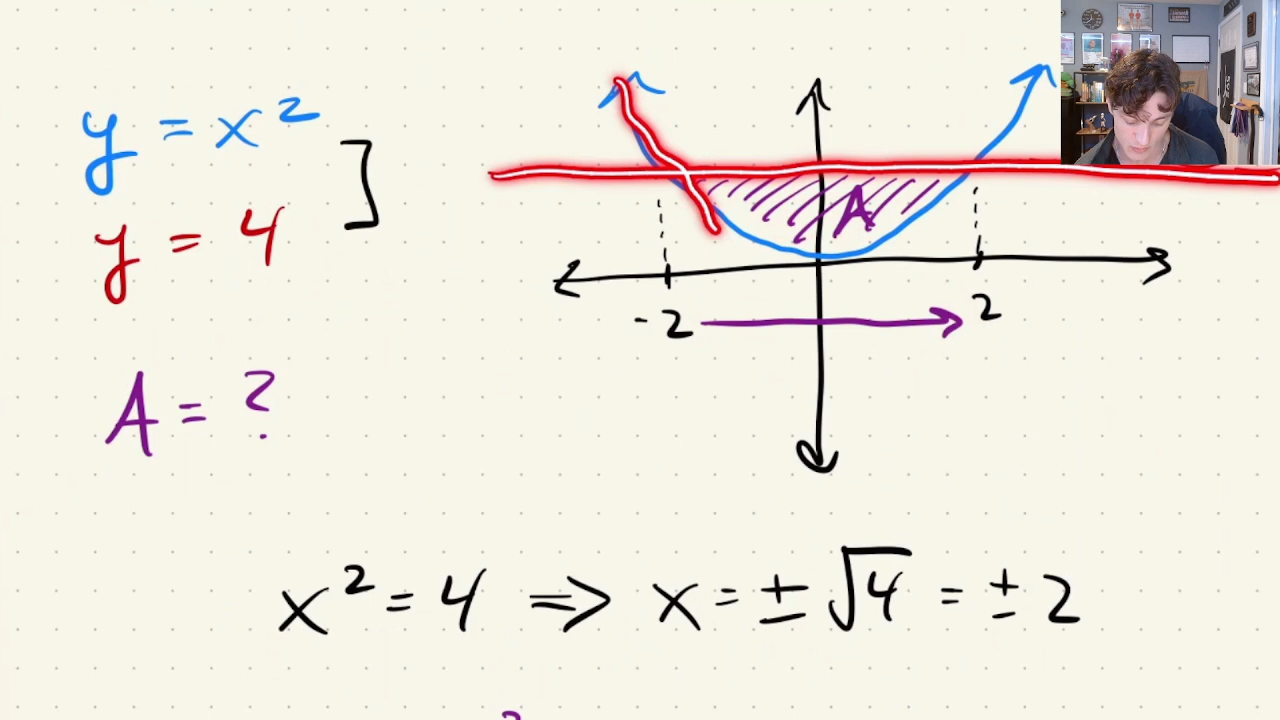 y = x²
y = 4
A
-2
2
A = ?
x² = 4 ⇒ x = ± √4 = ± 2